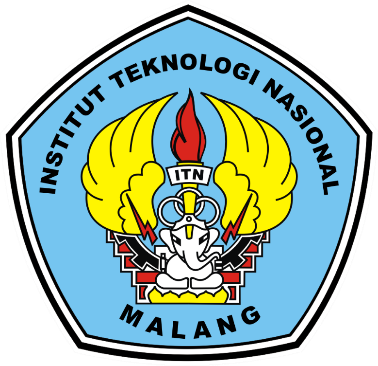 INSTITUT TEKNOLOGI NASIONAL
ITN
MALANG